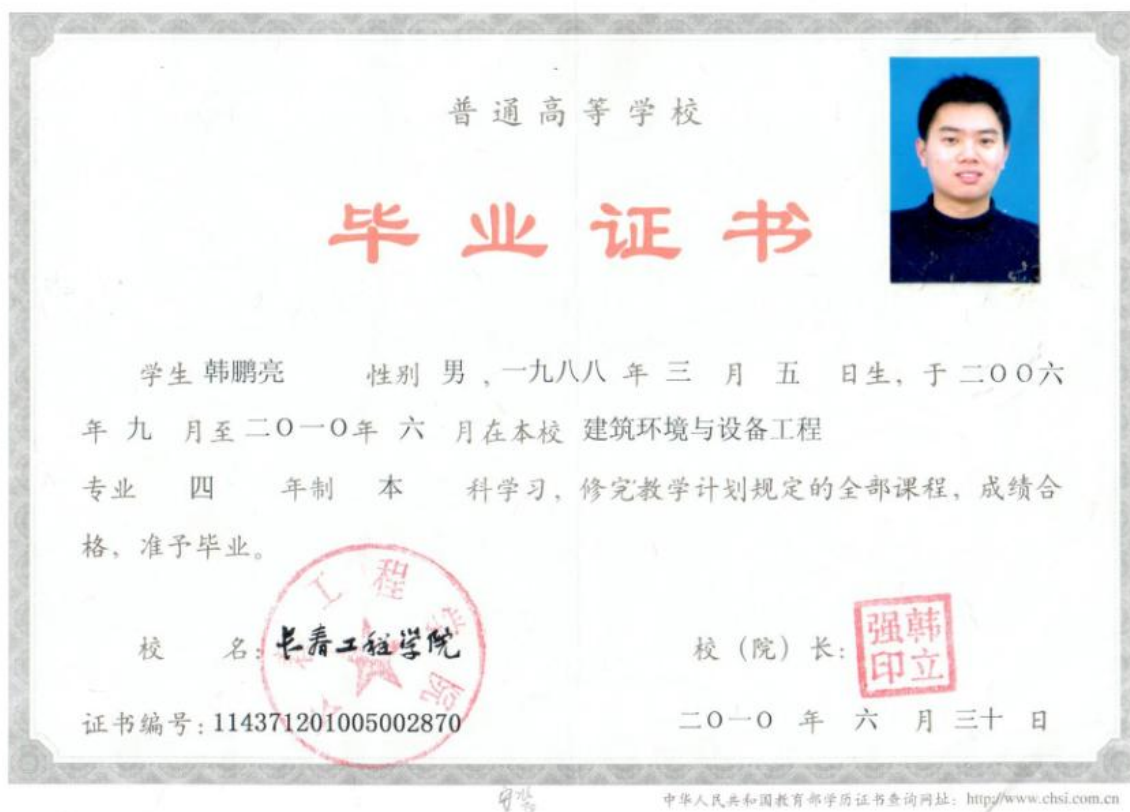 普通高等学校
毕业证书
学生 韩鹏亮 性别 男 , 一九八八 年 三 月 五 日生, 于 二〇〇六
年 九 月至 二〇一〇年 六 月在本校 建筑环境与设备工程
专业 四 年制 本 科学习, 修完教学计划规定的全部课程, 成绩合
格, 准予毕业。
校 名: 长春工程学院
校 (院) 长: 韩立强印
证书编号: 114371201005002870
二〇一〇 年 六 月 三十 日
中华人民共和国教育部学历证书查询网址: http://www.chsi.com.cn